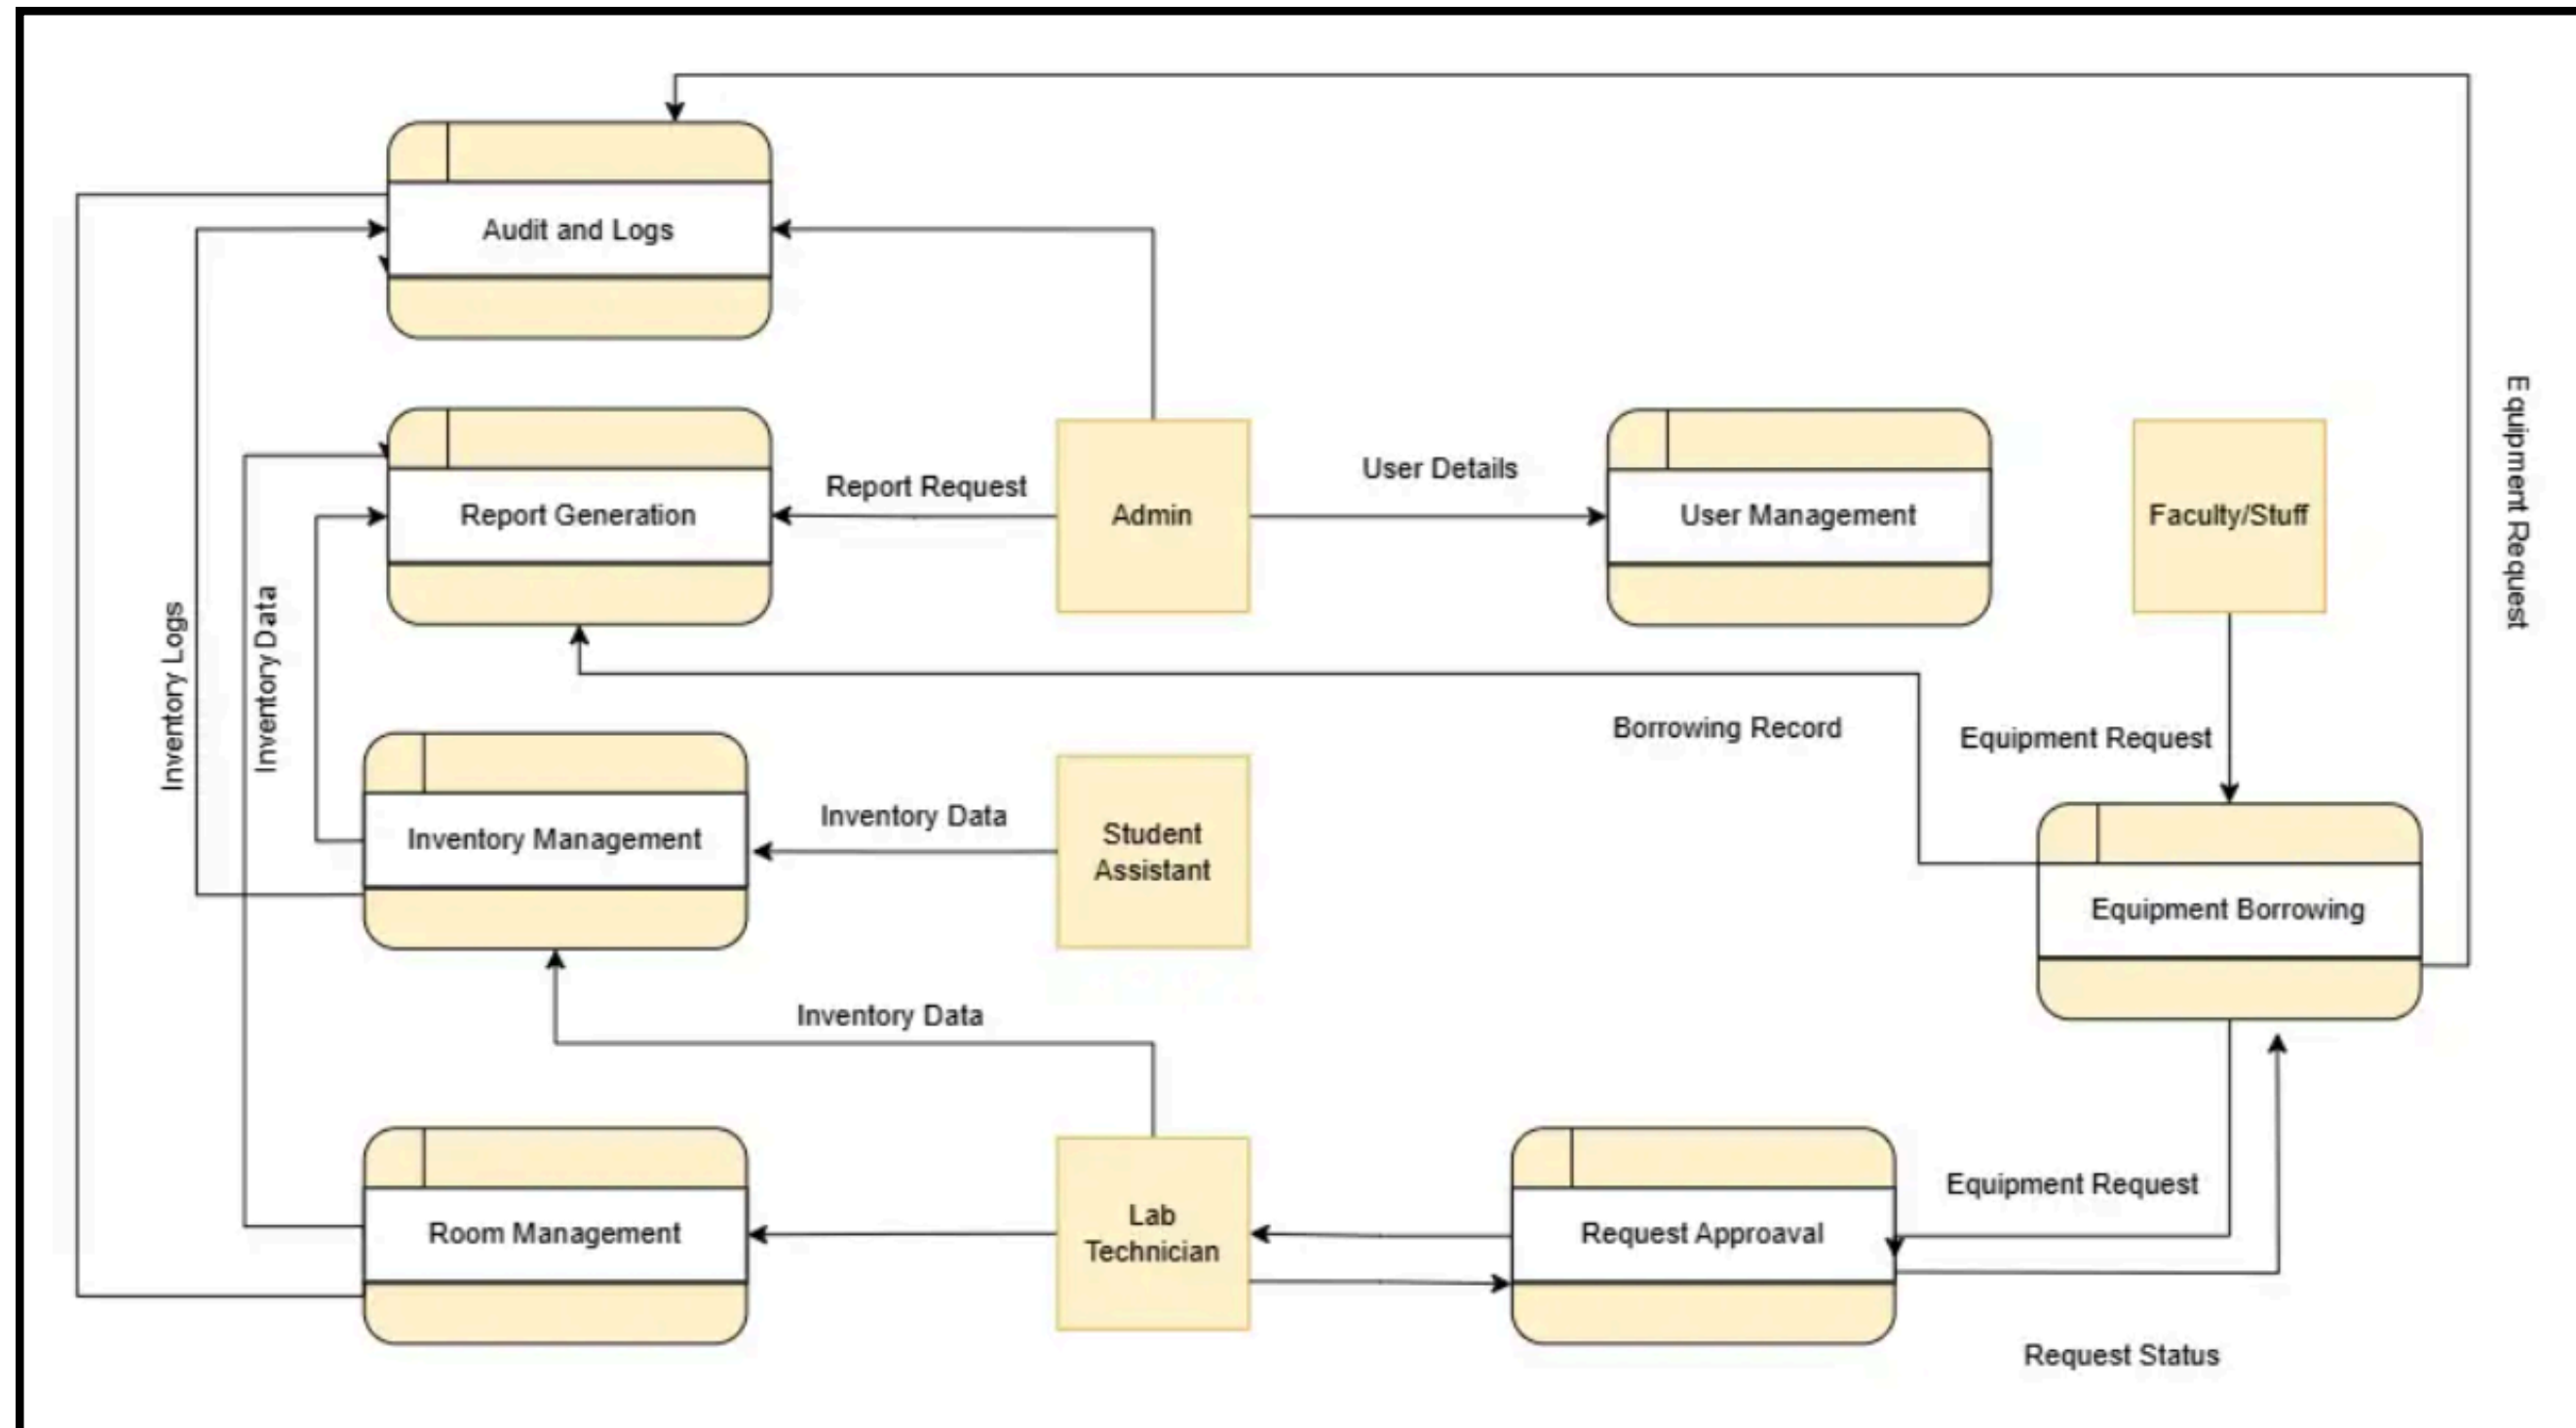 Audit and Logs
Report Generation
Report Request
Admin
User Details
User Management
Faculty/Stuff
Equipment Request
Inventory Logs
Inventory Data
Borrowing Record
Equipment Request
Inventory Management
Inventory Data
Student
Assistant
Equipment Borrowing
Inventory Data
Room Management
Lab
Technician
Request Approaval
Equipment Request
Request Status